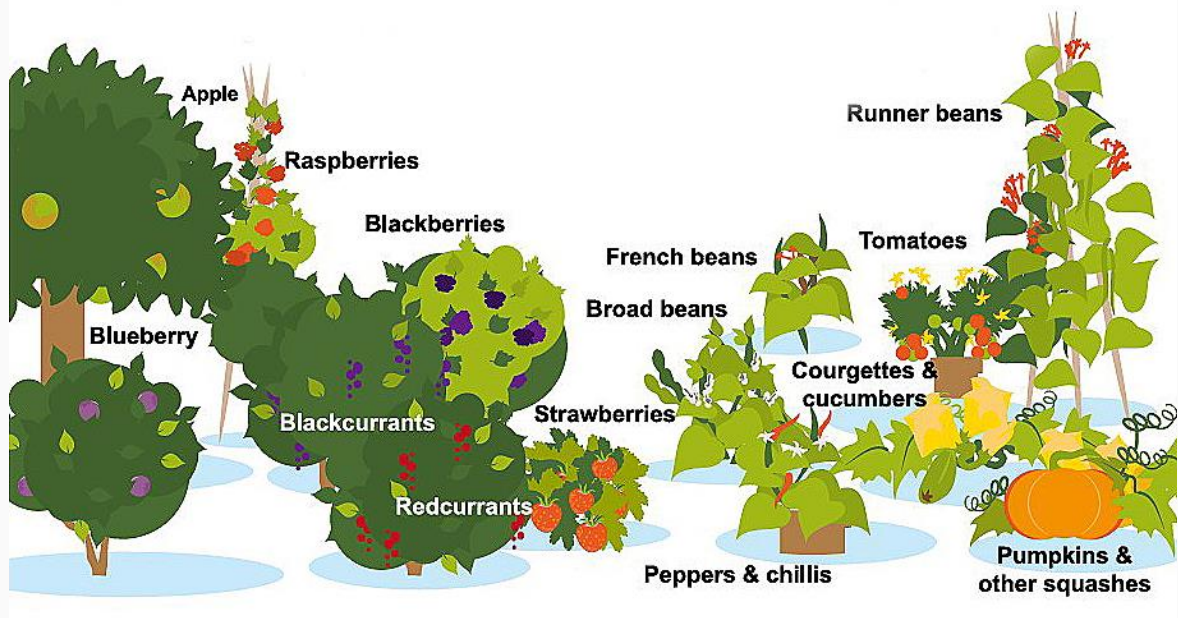 Apple
Raspberries
Runner beans
Blackberries
French beans
Tomatoes
Broad beans
Blueberry
Courgettes &
cucumbers
Strawberries
Blackcurrants
Redcurrants
Peppers & chillis
Pumpkins &
other squashes